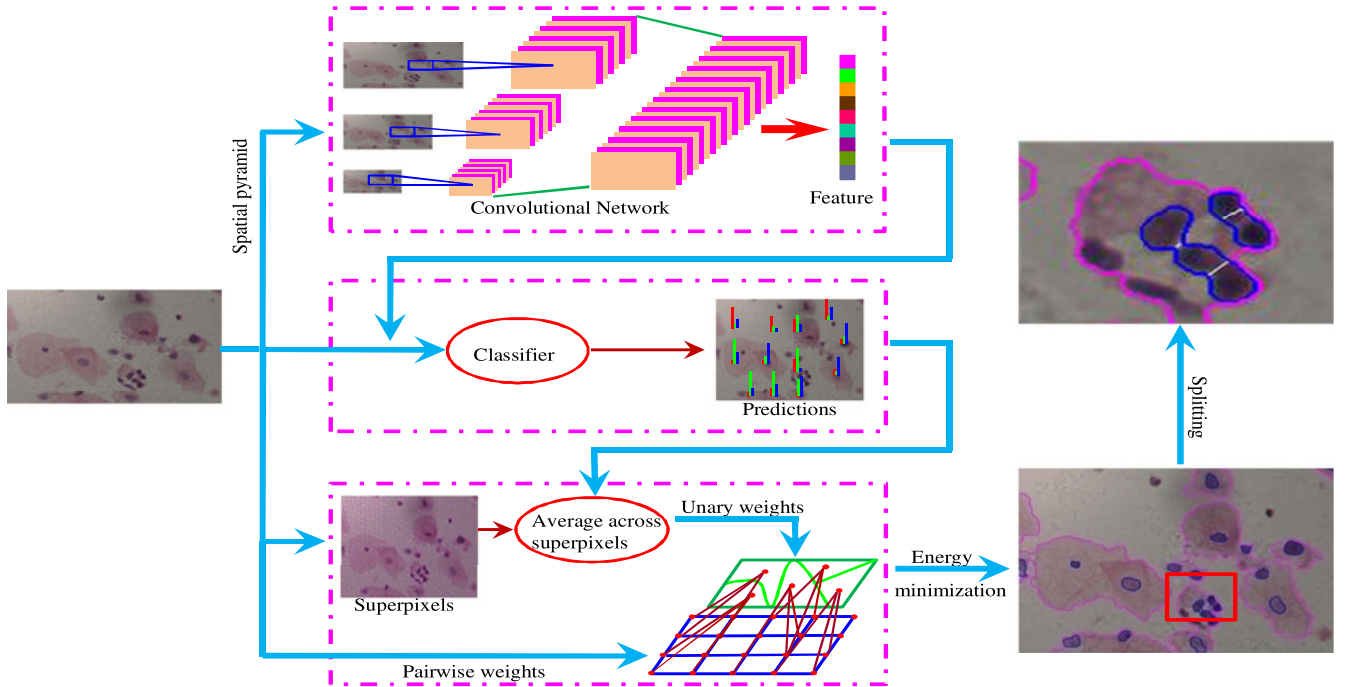 Spatial pyramid
Convolutional Network
Feature
Classifier
Predictions
Superpixels
Average across
superpixels
Unary weights
Pairwise weights
Energy
minimization
Splitting